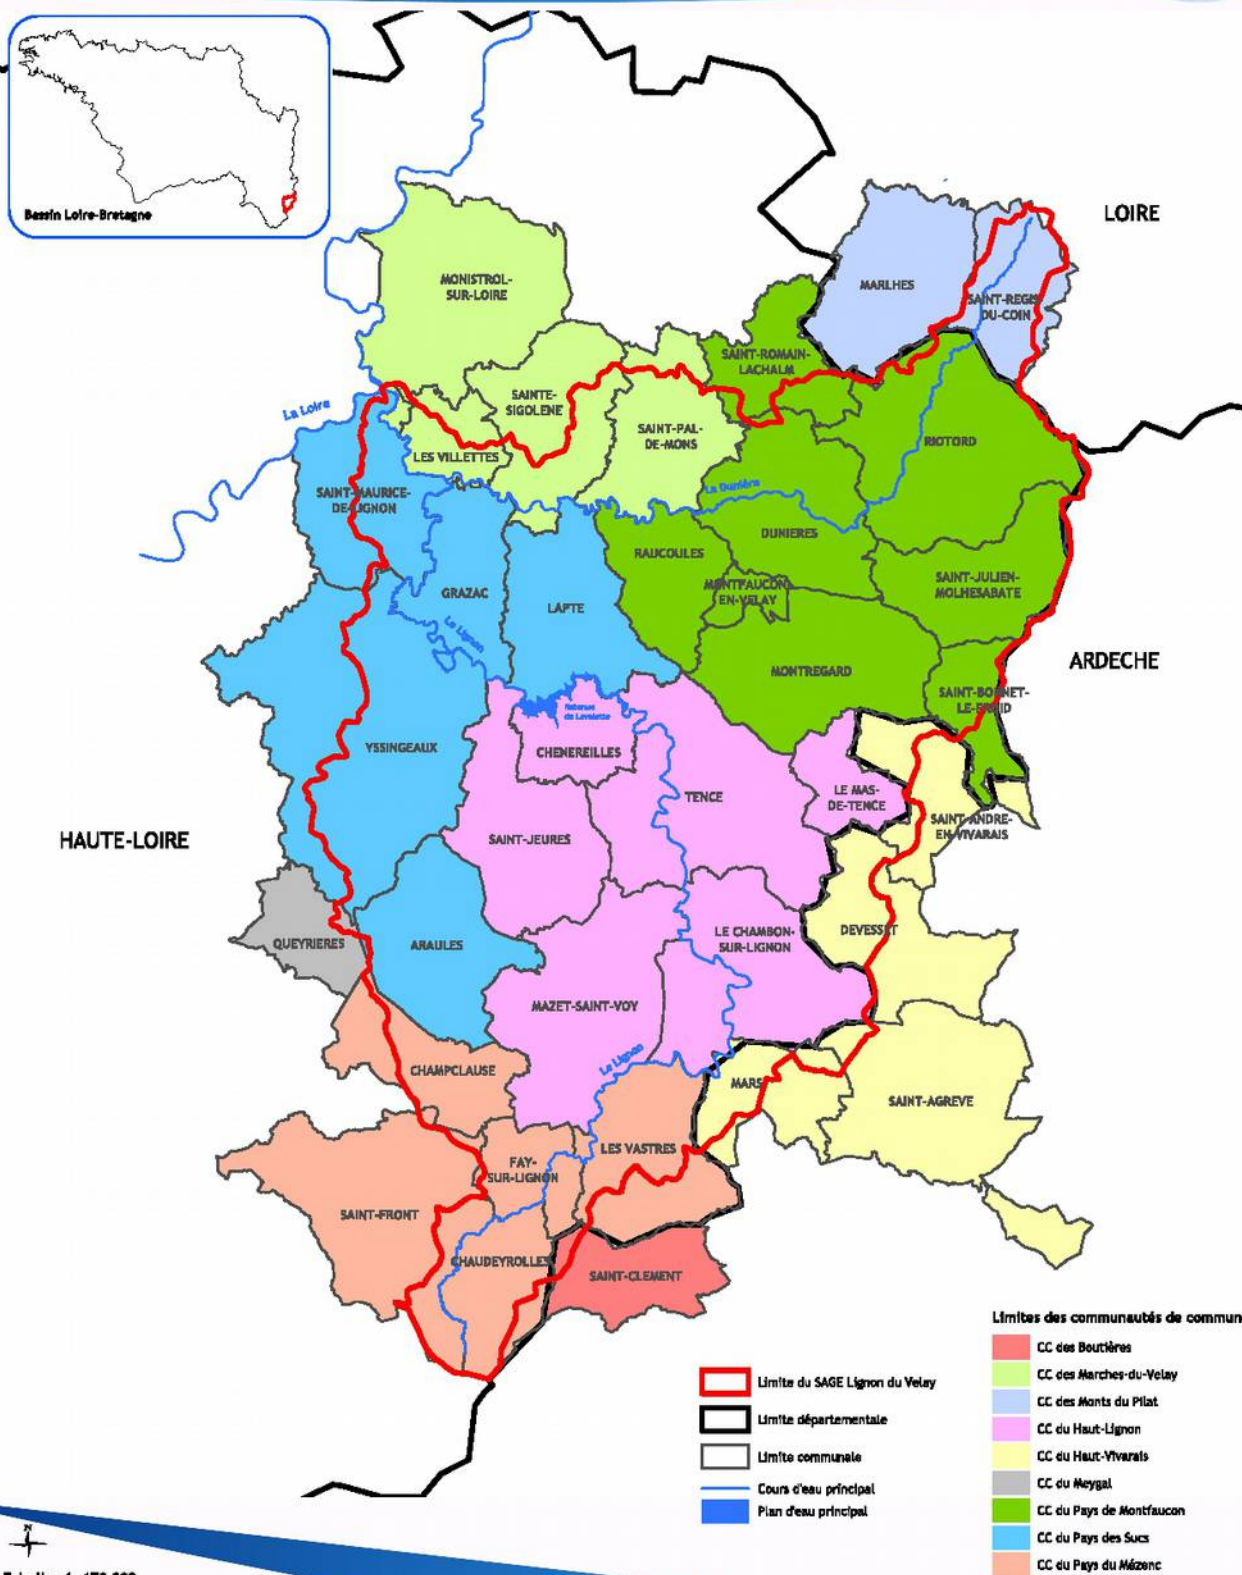 Bassin Loire-Bretagne
LOIRE
MONISTROL-
SUR-LOIRE
MARLHES
SAINT-REGIS-
DU-COIN
SAINT-ROMAIN-
LACHALM
SAINTE-
SIGOLENE
La Loire
SAINT-PAL-
DE-MONS
RIOTORD
LES VILLETTES
La Dunière
SAINT-MAURICE-
DE-LIGNON
DUNIERES
RAUCOULES
SAINT-JULIEN-
MOLHESABATE
MONTFAUCON-
EN-VELAY
GRAZAC
LAPTE
Le Lignon
ARDECHE
MONTREGARD
SAINT-BONNET-
LE-FROID
Retenue
de Lavalette
YSSINGEAUX
CHENEREILLES
TENCE
LE MAS-
DE-TENCE
SAINT-ANDRE-
EN-VIVARAIS
HAUTE-LOIRE
SAINT-JEURES
QUEYRIERES
ARAULES
LE CHAMBON-
SUR-LIGNON
DEVESSET
MAZET-SAINT-VOY
Le Lignon
CHAMPCLAUSE
MARS
SAINT-AGREVE
LES VASTRES
FAY-
SUR-LIGNON
SAINT-FRONT
CHAUDEYROLLES
SAINT-CLEMENT
Limite du SAGE Lignon du Velay
Limite départementale
Limite communale
Cours d'eau principal
Plan d'eau principal
Limites des communautés de commun
CC des Boutières
CC des Marches-du-Velay
CC des Monts du Pilat
CC du Haut-Lignon
CC du Haut-Vivarais
CC du Meygal
CC du Pays de Montfaucon
CC du Pays des Sucs
CC du Pays du Mézenc
N